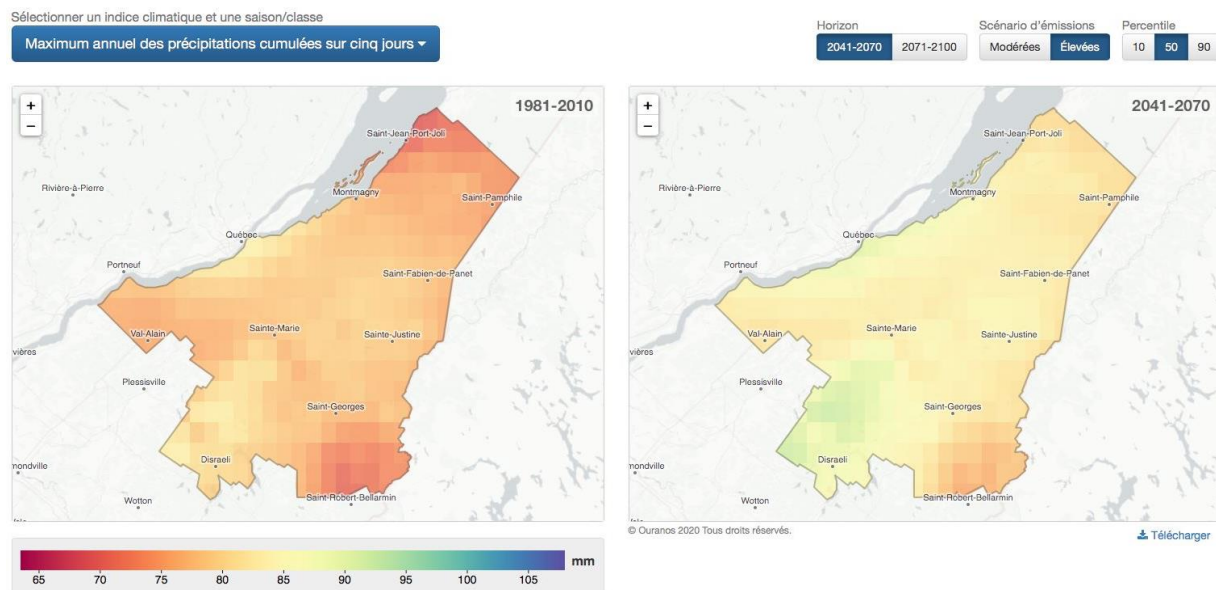 Sélectionner un indice climatique et une saison/classe
Maximum annuel des précipitations cumulées sur cinq jours
Horizon
2041-2070 2071-2100
Scénario d'émissions
Modérées Élevées
Percentile
10 50 90
+
−
1981-2010
Saint-Jean-Port-Joli
Rivière-à-Pierre
Montmagny
Saint-Pamphile
Québec
Portneuf
Saint-Fabien-de-Panet
Val-Alain
Sainte-Marie
Sainte-Justine
vières
Plessisville
Saint-Georges
Disraeli
mondville
Wotton
Saint-Robert-Bellarmin
+
−
2041-2070
Saint-Jean-Port-Joli
Rivière-à-Pierre
Montmagny
Saint-Pamphile
Québec
Portneuf
Saint-Fabien-de-Panet
Val-Alain
Sainte-Marie
Sainte-Justine
vières
Plessisville
Saint-Georges
Disraeli
mondville
Wotton
Saint-Robert-Bellarmin
© Ouranos 2020 Tous droits réservés.
Télécharger
mm
65 70 75 80 85 90 95 100 105